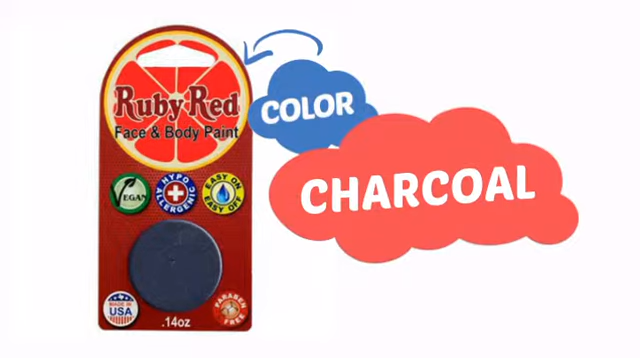 Ruby Red
Face & Body Paint
VEGAN
HYPO
ALLERGENIC
EASY ON
EASY OFF
MADE IN
USA
.14oz
PARABEN
FREE
COLOR
CHARCOAL